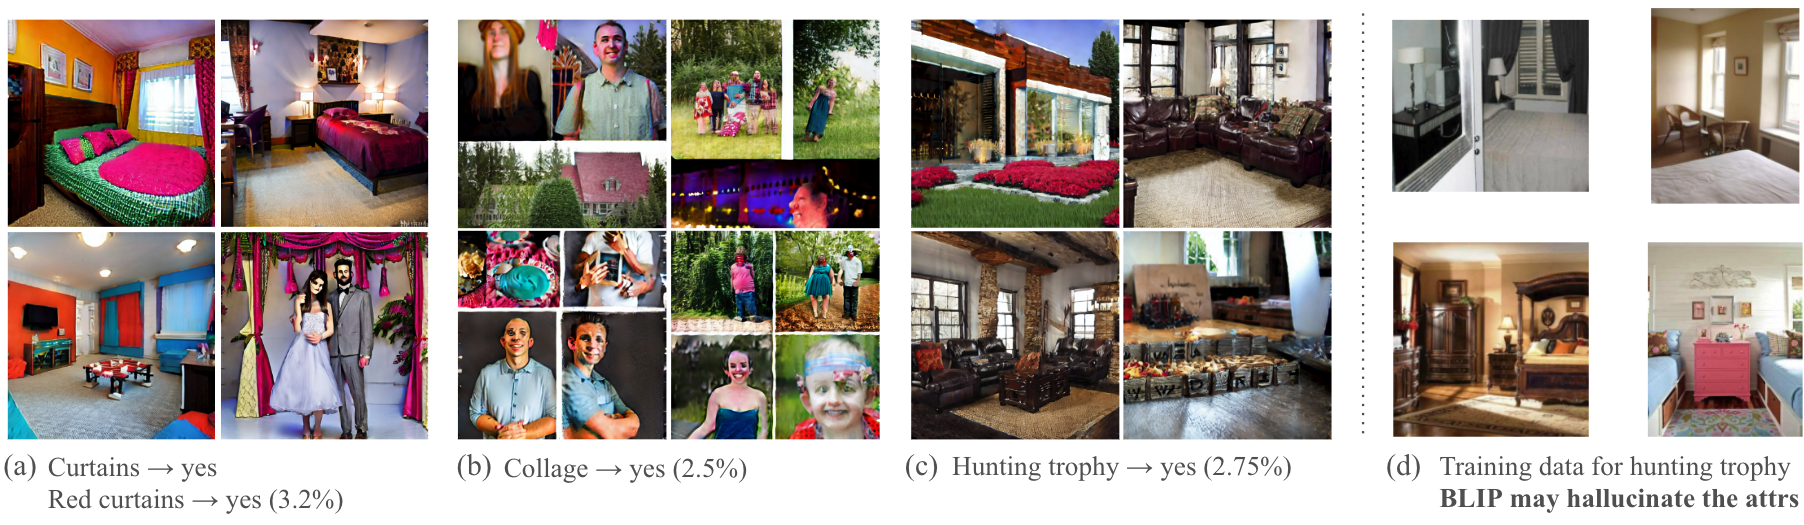 (a) Curtains → yes
Red curtains → yes (3.2%)
(b) Collage → yes (2.5%)
(c) Hunting trophy → yes (2.75%)
(d) Training data for hunting trophy
BLIP may hallucinate the attrs